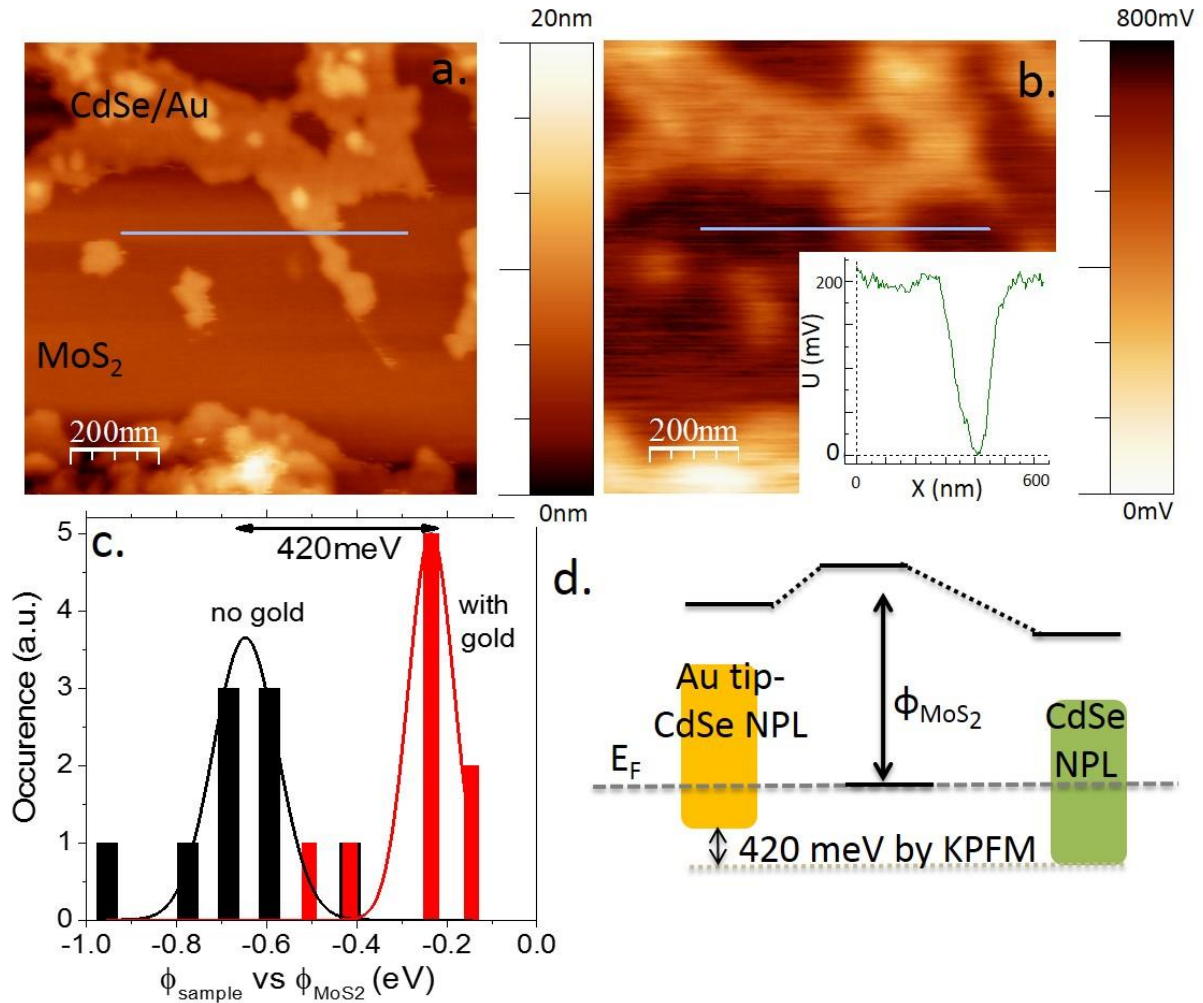 20nm
a.
CdSe/Au
MoS₂
200nm
0nm
800mV
b.
200nm
200
0
U (mV)
0
600
X (nm)
0mV
c.
420meV
no gold
with
gold
5
4
3
2
1
0
Occurence (a.u.)
-1.0
-0.8
-0.6
-0.4
-0.2
0.0
ϕsample vs ϕMoS2 (eV)
d.
Au tip-
CdSe NPL
ϕMoS₂
CdSe
NPL
E_F
420 meV by KPFM